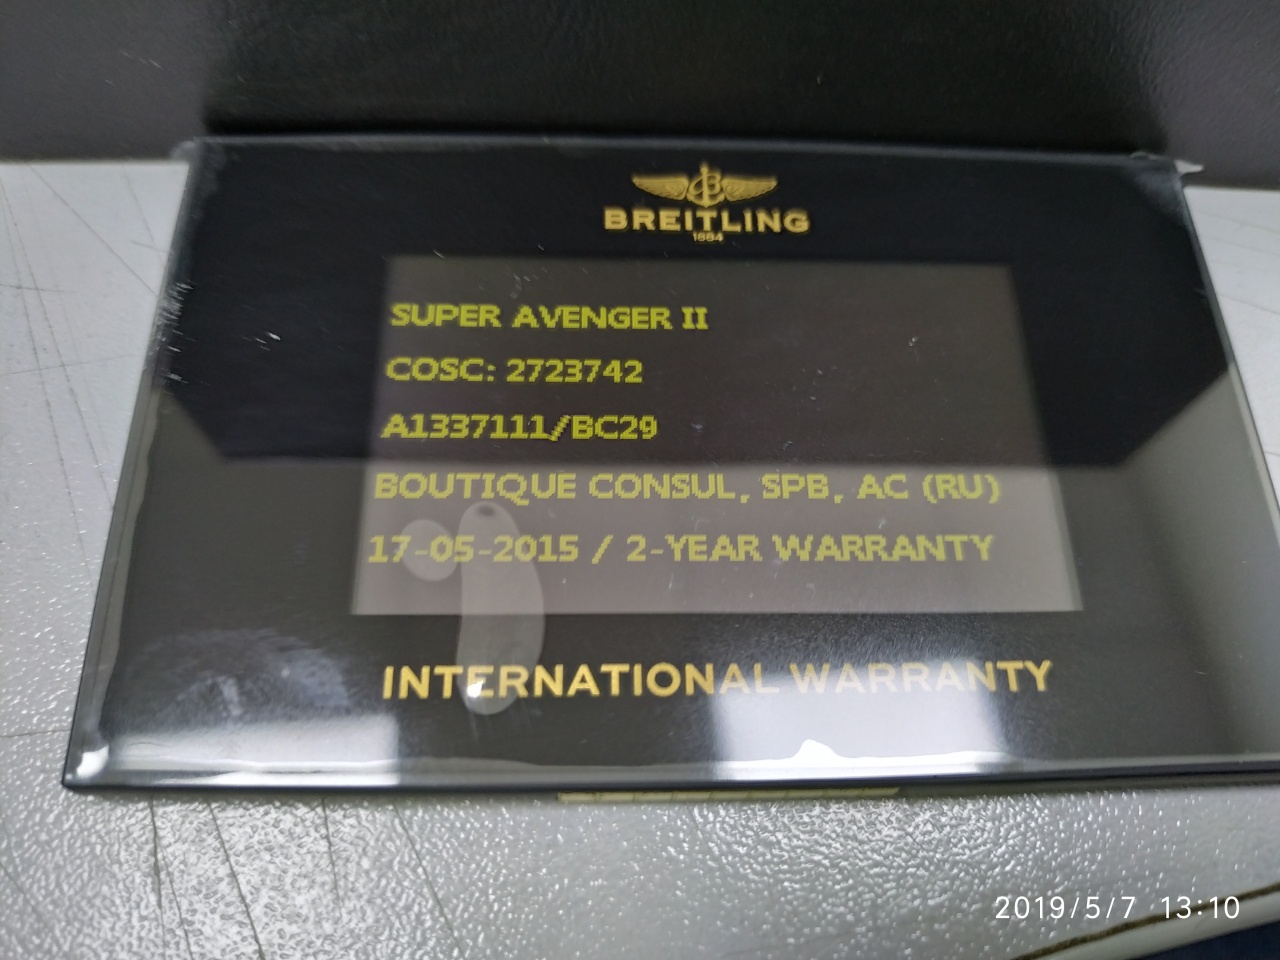 BREITLING
1884
SUPER AVENGER II
COSC: 2723742
A1337111/BC29
BOUTIQUE CONSUL, SPB, AC (RU)
17-05-2015 / 2-YEAR WARRANTY
INTERNATIONAL WARRANTY
2019/5/7 13:10